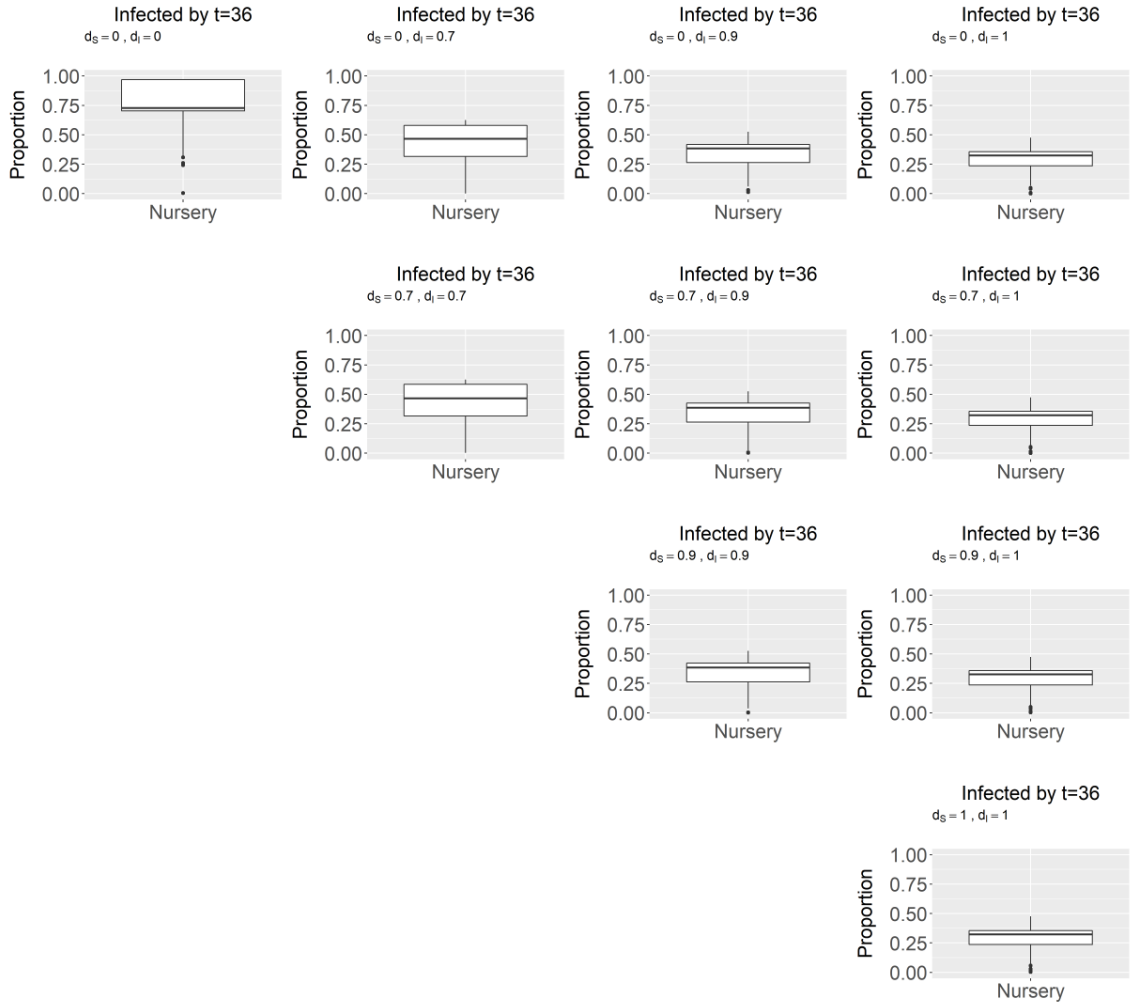 Infected by t=36
d_S = 0 , d_I = 0
1.00
0.75
0.50
0.25
0.00
Proportion
Nursery
Infected by t=36
d_S = 0 , d_I = 0.7
1.00
0.75
0.50
0.25
0.00
Proportion
Nursery
Infected by t=36
d_S = 0 , d_I = 0.9
1.00
0.75
0.50
0.25
0.00
Proportion
Nursery
Infected by t=36
d_S = 0 , d_I = 1
1.00
0.75
0.50
0.25
0.00
Proportion
Nursery
Infected by t=36
d_S = 0.7 , d_I = 0.7
1.00
0.75
0.50
0.25
0.00
Proportion
Nursery
Infected by t=36
d_S = 0.7 , d_I = 0.9
1.00
0.75
0.50
0.25
0.00
Proportion
Nursery
Infected by t=36
d_S = 0.7 , d_I = 1
1.00
0.75
0.50
0.25
0.00
Proportion
Nursery
Infected by t=36
d_S = 0.9 , d_I = 0.9
1.00
0.75
0.50
0.25
0.00
Proportion
Nursery
Infected by t=36
d_S = 0.9 , d_I = 1
1.00
0.75
0.50
0.25
0.00
Proportion
Nursery
Infected by t=36
d_S = 1 , d_I = 1
1.00
0.75
0.50
0.25
0.00
Proportion
Nursery